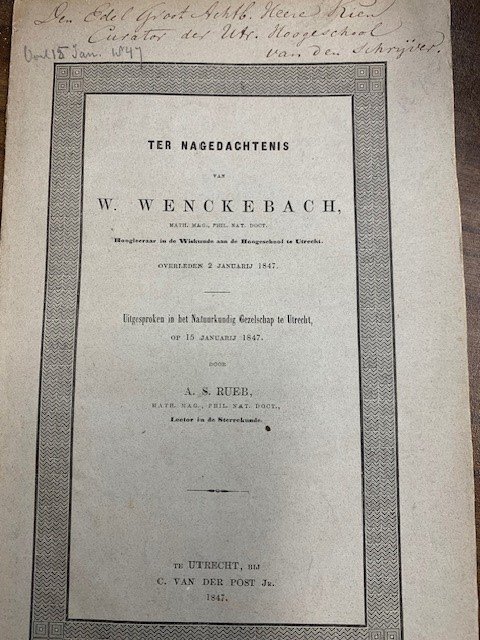 Den Edel Groot Achtb. Heere Kien
Curator der Utr. Hoogeschool
van den schrijver.
15 Jan. 1847
TER NAGEDACHTENIS
VAN
W. WENCKEBACH,
MATH. MAG., PHIL. NAT. DOCT.
Hoogleeraar in de Wiskunde aan de Hoogeschool te Utrecht.
OVERLEDEN 2 JANUARIJ 1847.
Uitgesproken in het Natuurkundig Gezelschap te Utrecht,
OP 15 JANUARIJ 1847.
DOOR
A. S. RUEB,
MATH. MAG., PHIL. NAT. DOCT.,
Lector in de Sterrekunde.
TE UTRECHT, BIJ
C. VAN DER POST JR.
1847.